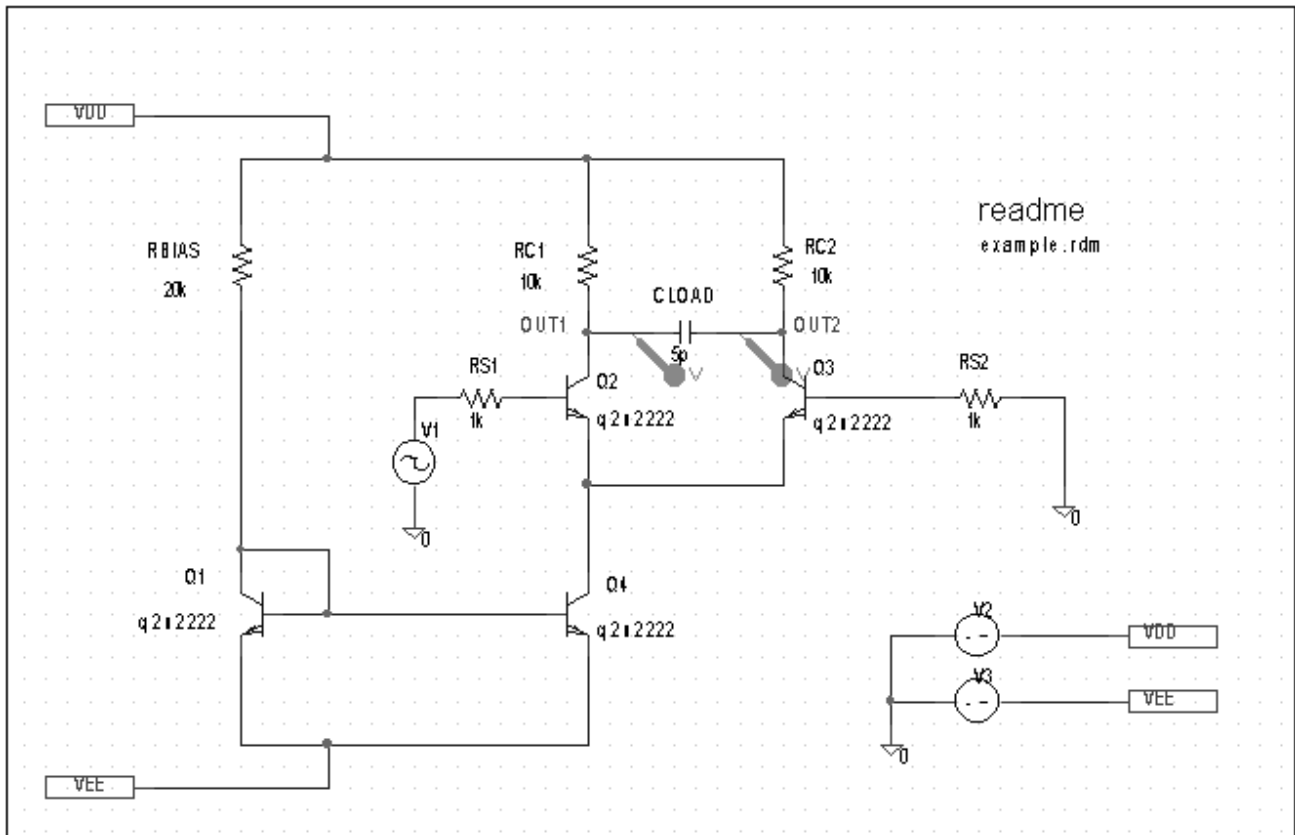 VDD
readme
example.rdm
RBIAS
20k
RC1
10k
RC2
10k
CLOAD
5p
OUT1
OUT2
V
V
RS1
1k
Q2
q2n2222
Q3
q2n2222
RS2
1k
V1
0
0
Q1
q2n2222
Q4
q2n2222
V2
VDD
V3
VEE
0
VEE